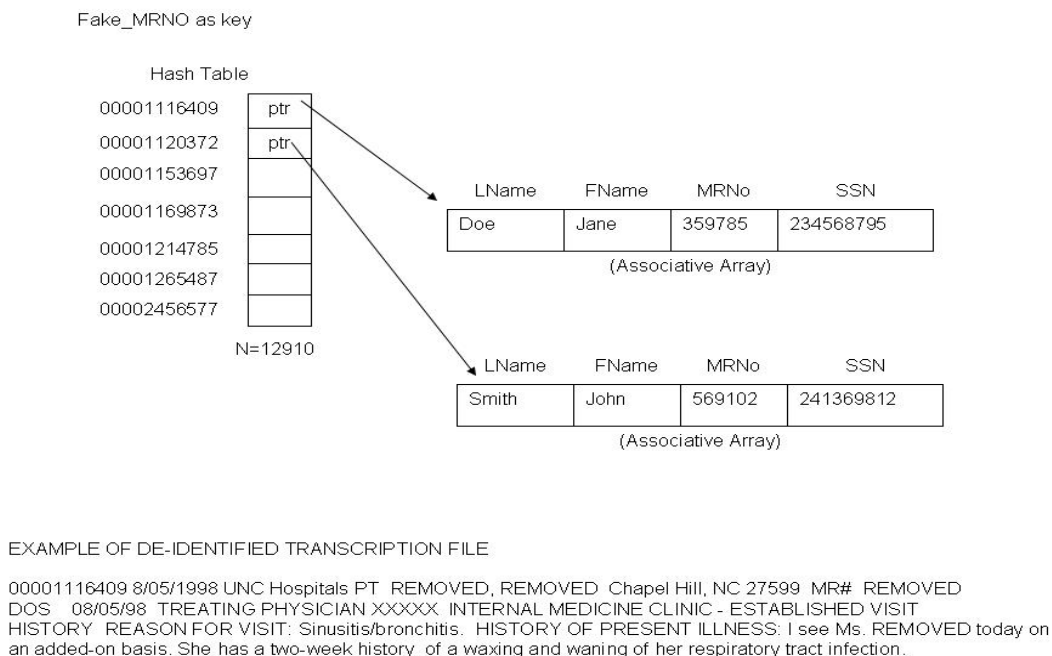 Fake_MRNO as key
Hash Table
00001116409 ptr
00001120372 ptr
00001153697
00001169873
00001214785
00001265487
00002456577
N=12910
LName FName MRNo SSN
Doe Jane 359785 234568795
(Associative Array)
LName FName MRNo SSN
Smith John 569102 241369812
(Associative Array)
EXAMPLE OF DE-IDENTIFIED TRANSCRIPTION FILE
00001116409 8/05/1998 UNC Hospitals PT REMOVED, REMOVED Chapel Hill, NC 27599 MR# REMOVED
DOS 08/05/98 TREATING PHYSICIAN XXXXX INTERNAL MEDICINE CLINIC - ESTABLISHED VISIT
HISTORY REASON FOR VISIT: Sinusitis/bronchitis. HISTORY OF PRESENT ILLNESS: I see Ms. REMOVED today on
an added-on basis. She has a two-week history of a waxing and waning of her respiratory tract infection.